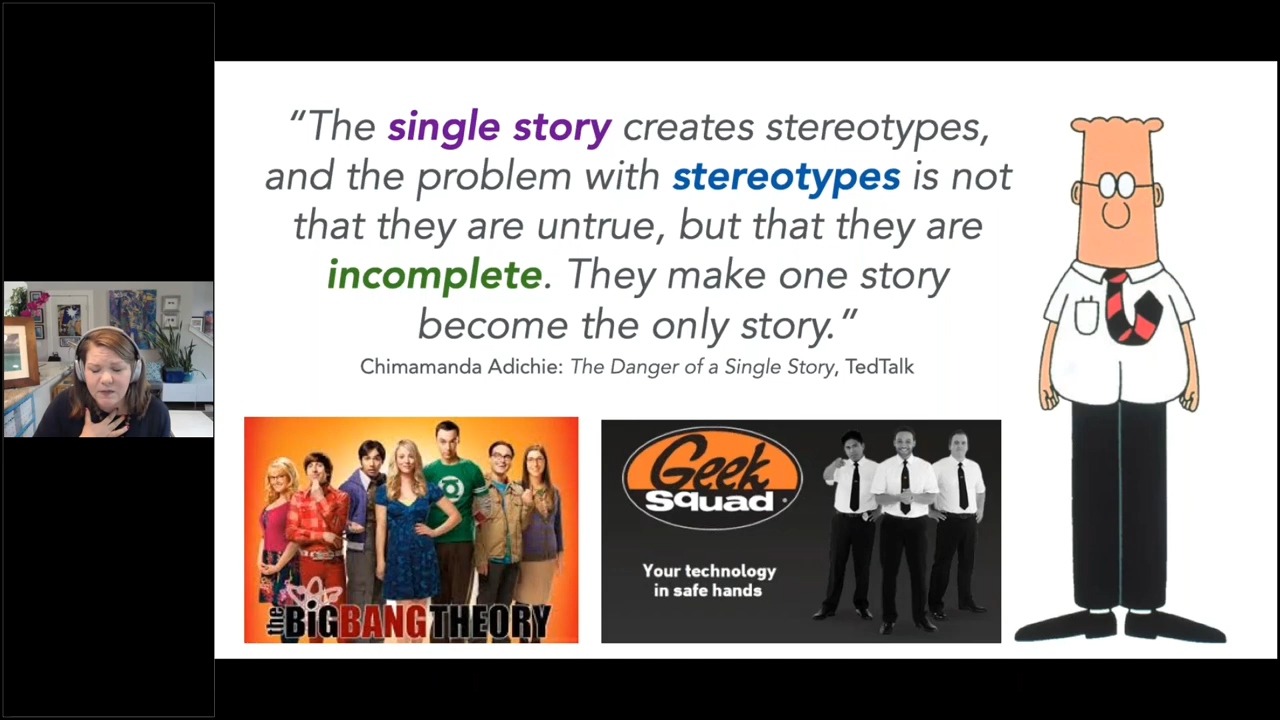 “The single story creates stereotypes,
and the problem with stereotypes is not
that they are untrue, but that they are
incomplete. They make one story
become the only story.”
Chimamanda Adichie: The Danger of a Single Story, TedTalk
the BIG BANG THEORY
Geek
Squad
Your technology
in safe hands